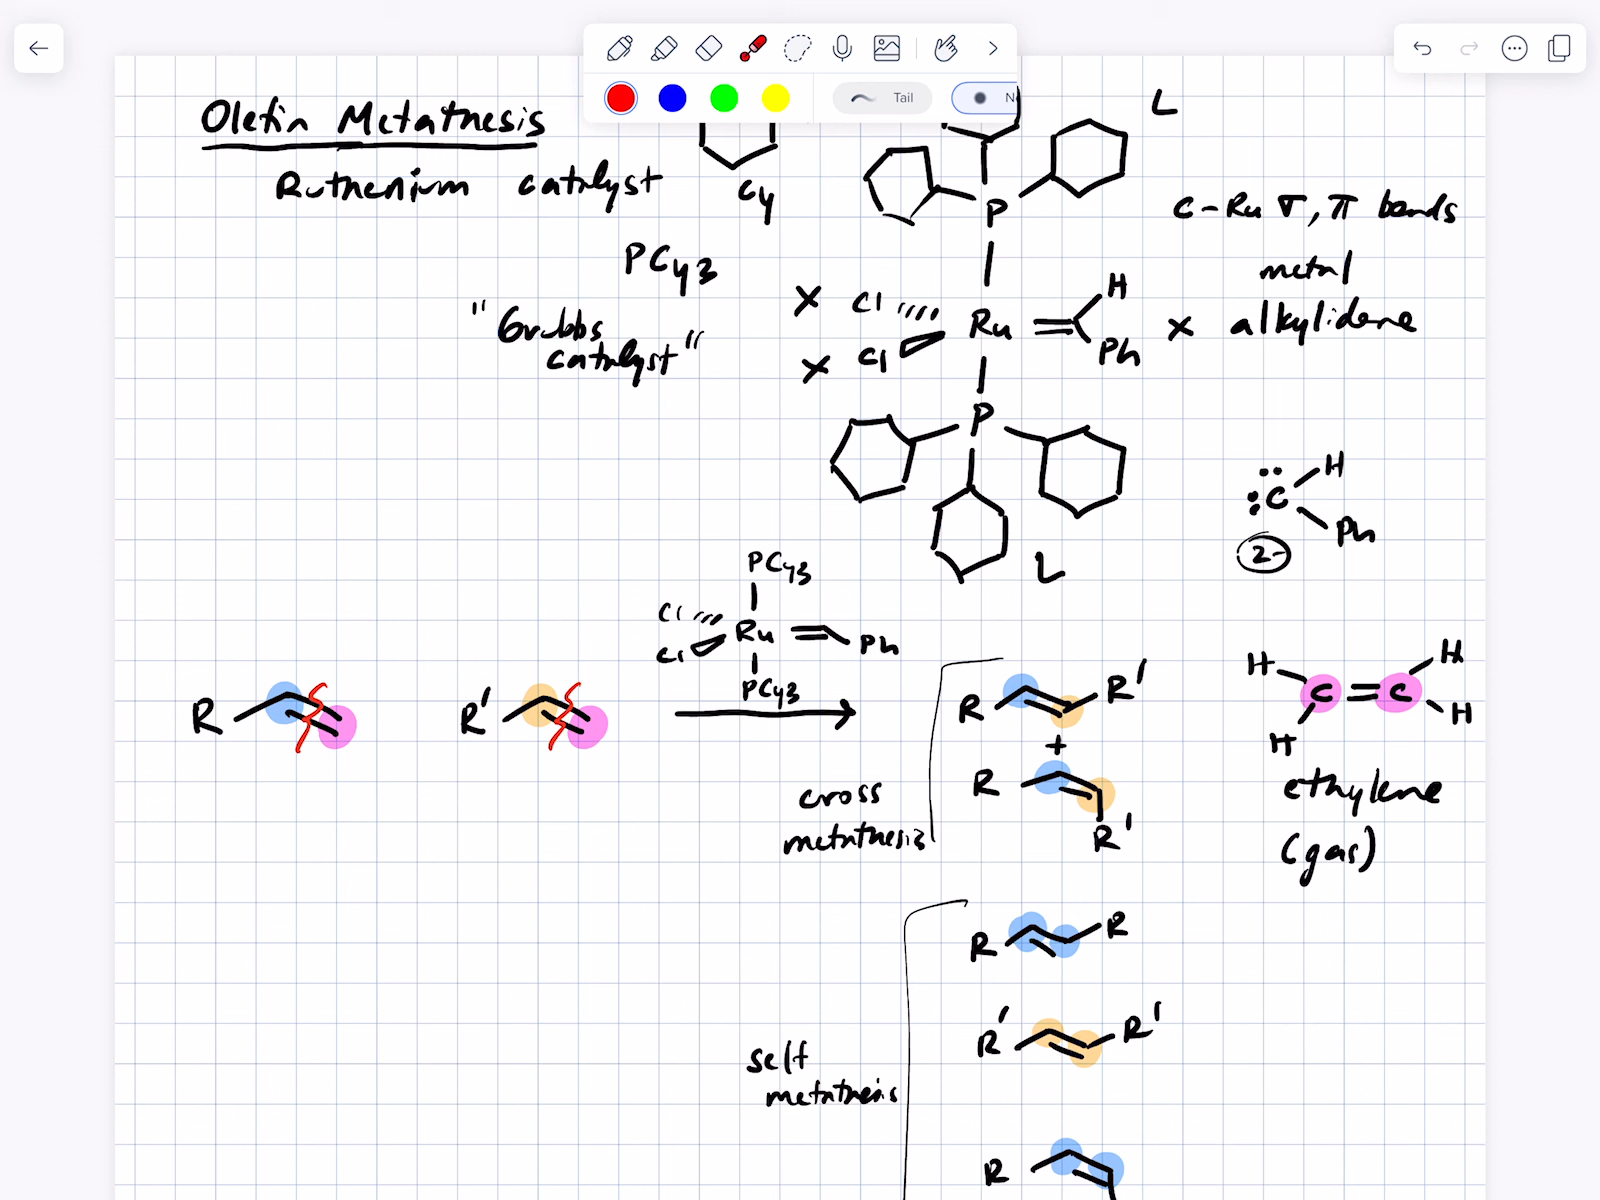 Tail
Olefin Metathesis
Ruthenium catalyst
Cy
PCy3
"Grubbs
catalyst"
L
P
C-Ru σ, π bonds
metal
alkylidene
X Cl
Ru
H
Ph
X
X Cl
P
L
:C
H
Ph
2-
PCy3
Cl
Ru
Ph
Cl
PCy3
R
R'
R
R'
+
R
R'
cross
metathesis
H
H
C=C
H
H
ethylene
(gas)
R
R
R'
R'
self
metathesis
R